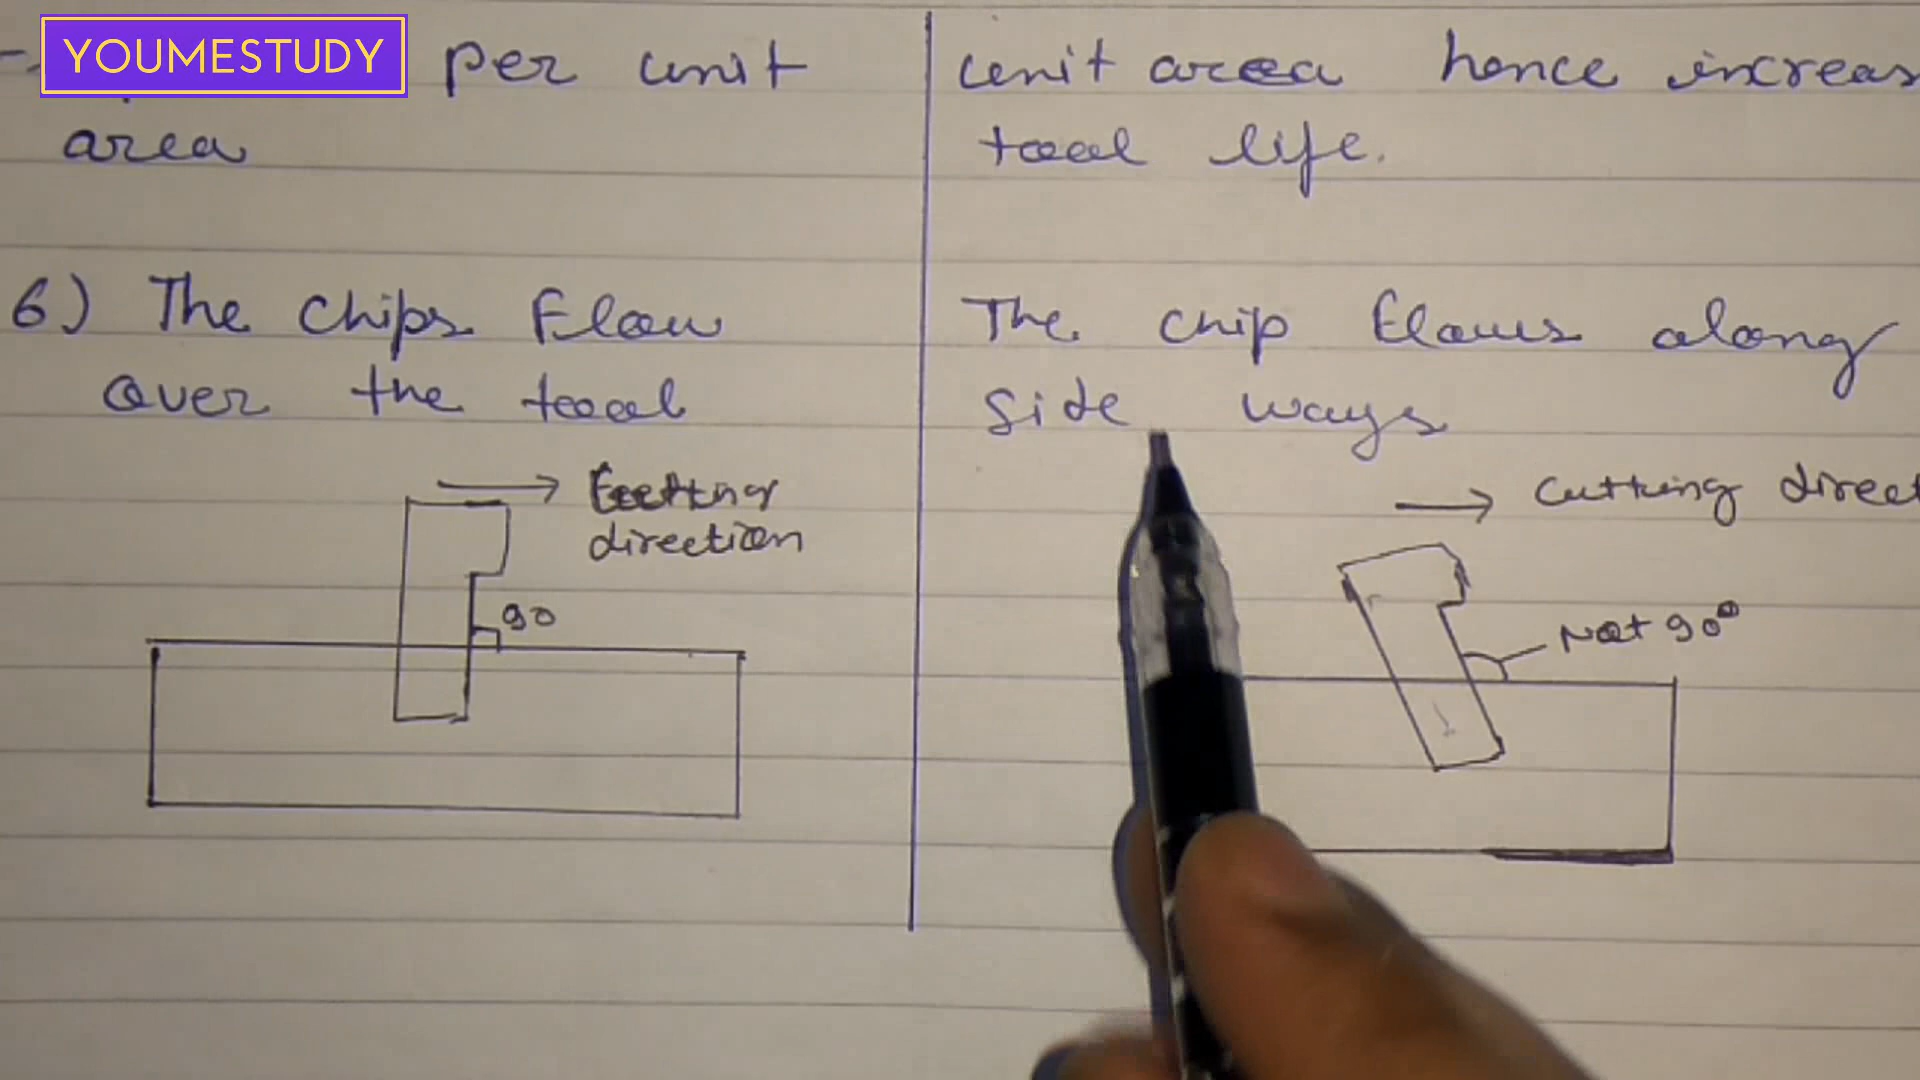 YOUMESTUDY
per unit
area
unit area hence increas
tool life.
6) The chips Flow
over the tool
The chip flows along
side ways
Cutting
direction
90
Cutting direct
Not 90°